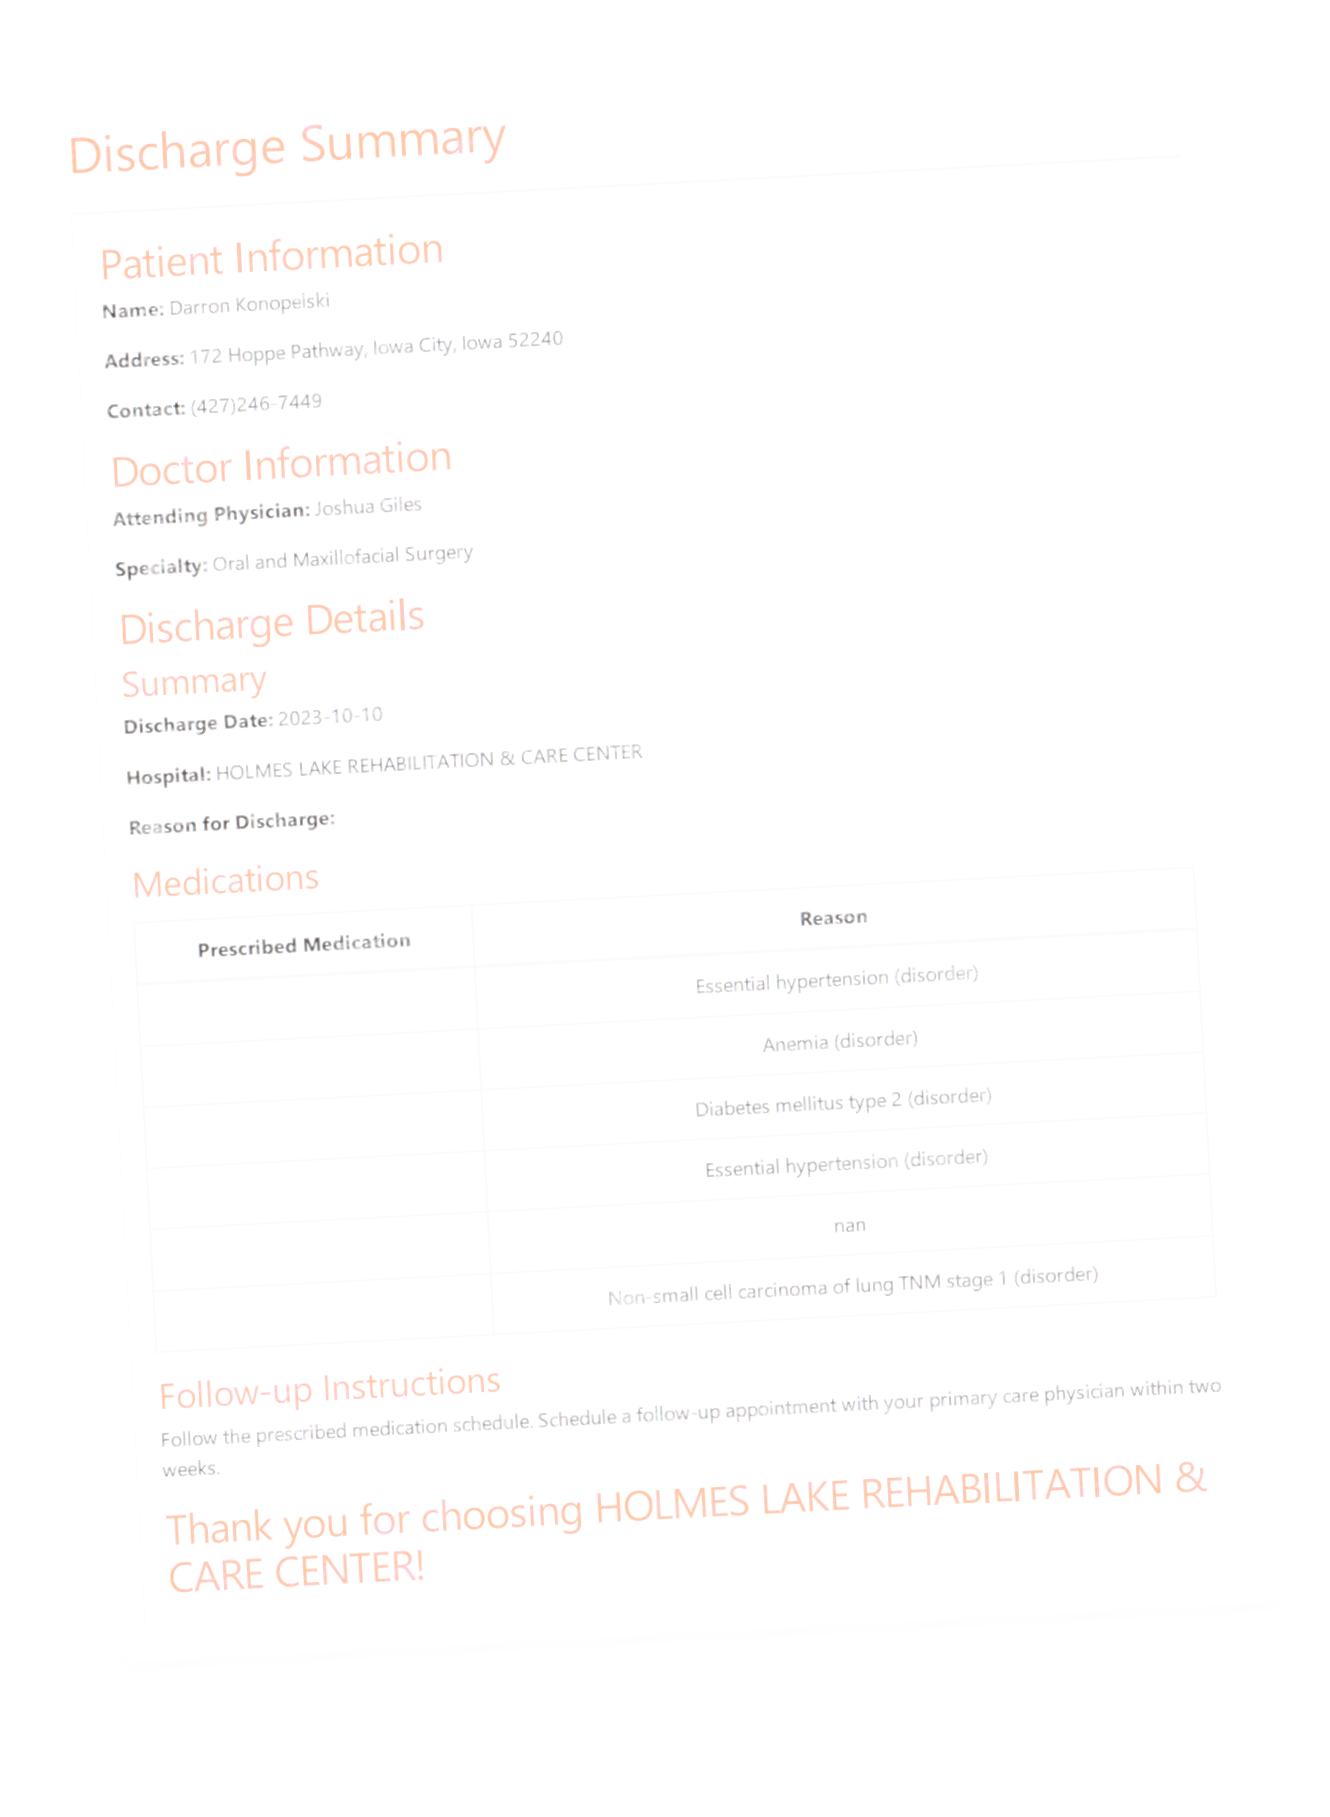 Discharge Summary
Patient Information
Name: Darron Konopelski
Address: 172 Hoppe Pathway, Iowa City, Iowa 52240
Contact: (427)246-7449
Doctor Information
Attending Physician: Joshua Giles
Specialty: Oral and Maxillofacial Surgery
Discharge Details
Summary
Discharge Date: 2023-10-10
Hospital: HOLMES LAKE REHABILITATION & CARE CENTER
Reason for Discharge:
Medications
Prescribed Medication Reason
Essential hypertension (disorder)
Anemia (disorder)
Diabetes mellitus type 2 (disorder)
Essential hypertension (disorder)
nan
Non-small cell carcinoma of lung TNM stage 1 (disorder)
Follow-up Instructions
Follow the prescribed medication schedule. Schedule a follow-up appointment with your primary care physician within two
weeks.
Thank you for choosing HOLMES LAKE REHABILITATION &
CARE CENTER!